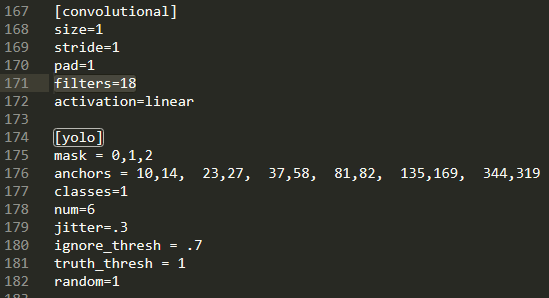 167 [convolutional]
168 size=1
169 stride=1
170 pad=1
171 filters=18
172 activation=linear
173
174 [yolo]
175 mask = 0,1,2
176 anchors = 10,14,  23,27,  37,58,  81,82,  135,169,  344,319
177 classes=1
178 num=6
179 jitter=.3
180 ignore_thresh = .7
181 truth_thresh = 1
182 random=1